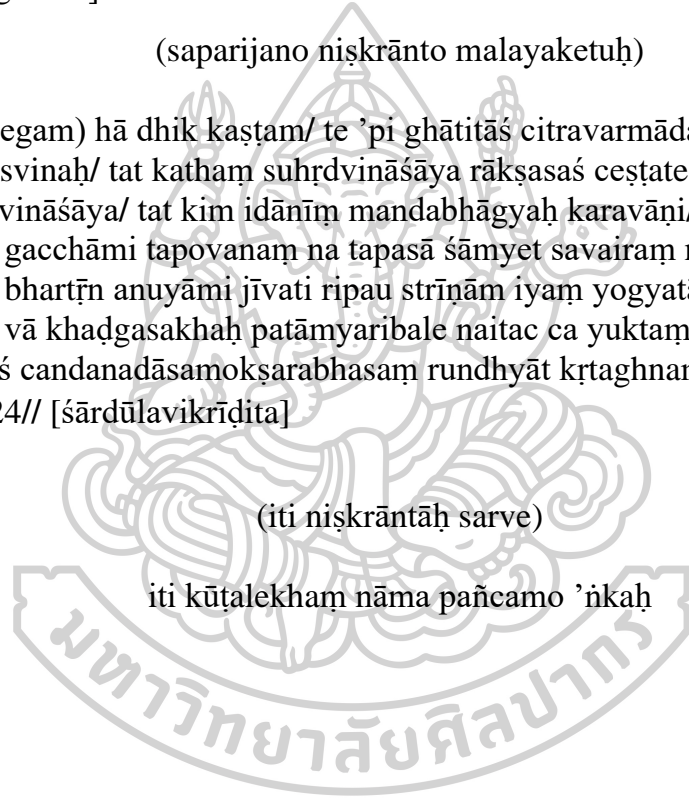 (saparijano niṣkrānto malayaketuḥ)
egam) hā dhik kaṣṭam/ te ’pi ghātitāś citravarmāda
svinaḥ/ tat kathaṃ suhṛdvināśāya rākṣasaś ceṣṭate
vināśāya/ tat kim idānīṃ mandabhāgyaḥ karavāṇi/
gacchāmi tapovanaṃ na tapasā śāmyet savairaṃ
bhartṝn anuyāmi jīvati ripau strīṇām iyaṃ yogyat
vā khaḍgasakhaḥ patāmyaribale naitac ca yuktaṃ
ś candanadāsamokṣarabhasaṃ rundhyāt kṛtaghna
24// [śārdūlavikrīḍita]
(iti niṣkrāntāḥ sarve)
iti kūṭalekhaṃ nāma pañcamo ’ṅkaḥ
มหาวิทยาลัยศิลปากร